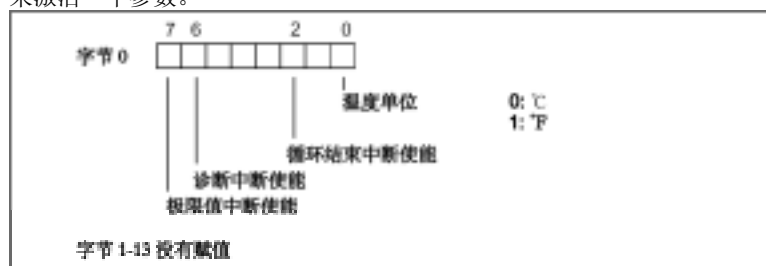 7 6 2 0
字节 0
温度单位 0: ℃
1: ℉
循环结束中断使能
诊断中断使能
极限值中断使能
字节 1-13 没有赋值